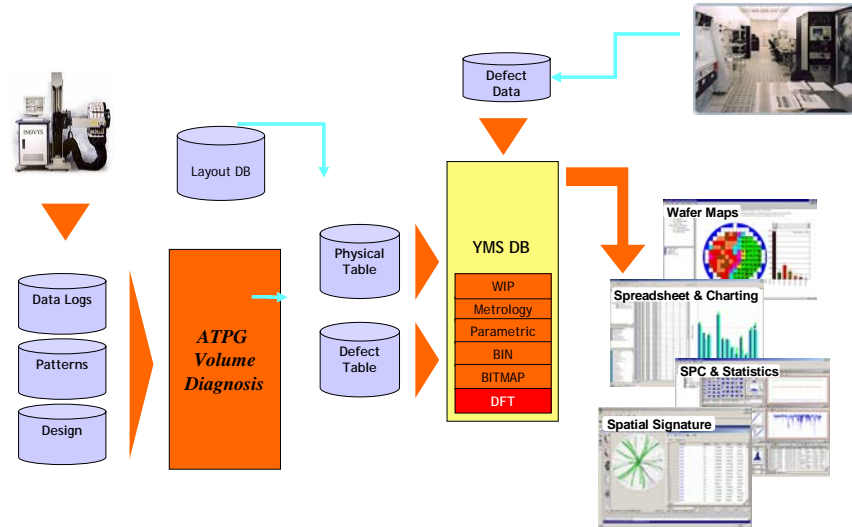 Defect
Data
INOVYS
Layout DB
Wafer Maps
Physical
Table
YMS DB
WIP
Metrology
Parametric
BIN
BITMAP
DFT
Spreadsheet & Charting
Data Logs
ATPG
Volume
Diagnosis
Patterns
Defect
Table
SPC & Statistics
Design
Spatial Signature